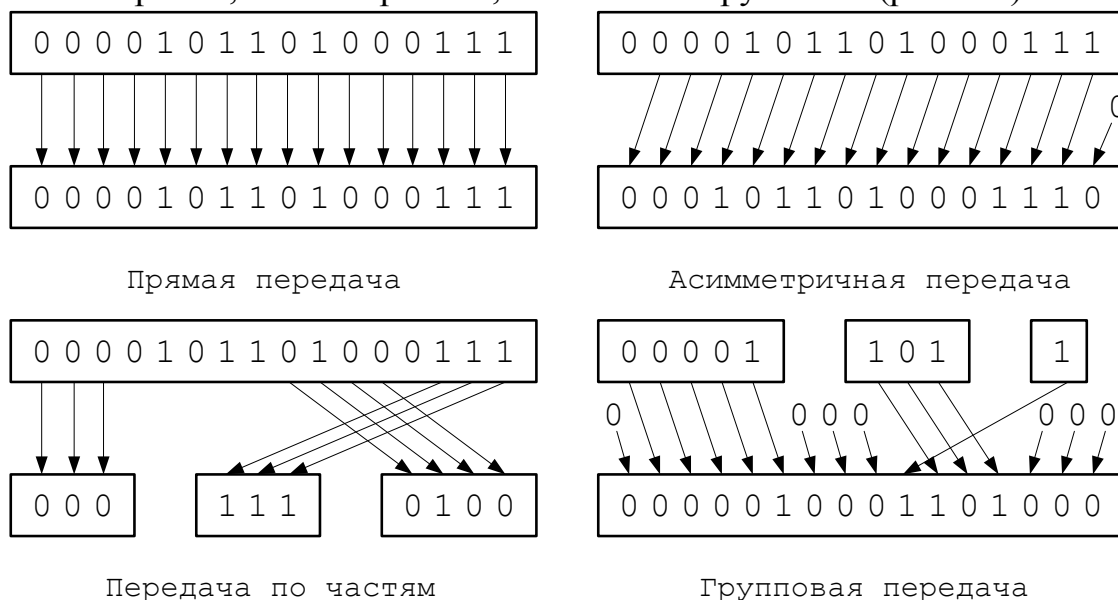 0 0 0 0 1 0 1 1 0 1 0 0 0 1 1 1
0 0 0 0 1 0 1 1 0 1 0 0 0 1 1 1
0
0 0 0 0 1 0 1 1 0 1 0 0 0 1 1 1
0 0 0 1 0 1 1 0 1 0 0 0 1 1 1 0
Прямая передача
Асимметричная передача
0 0 0 0 1 0 1 1 0 1 0 0 0 1 1 1
0 0 0 0 1
1 0 1
1
0
0 0 0
0 0 0
0 0 0
1 1 1
0 1 0 0
0 0 0 0 0 1 0 0 0 1 1 0 1 0 0 0
Передача по частям
Групповая передача